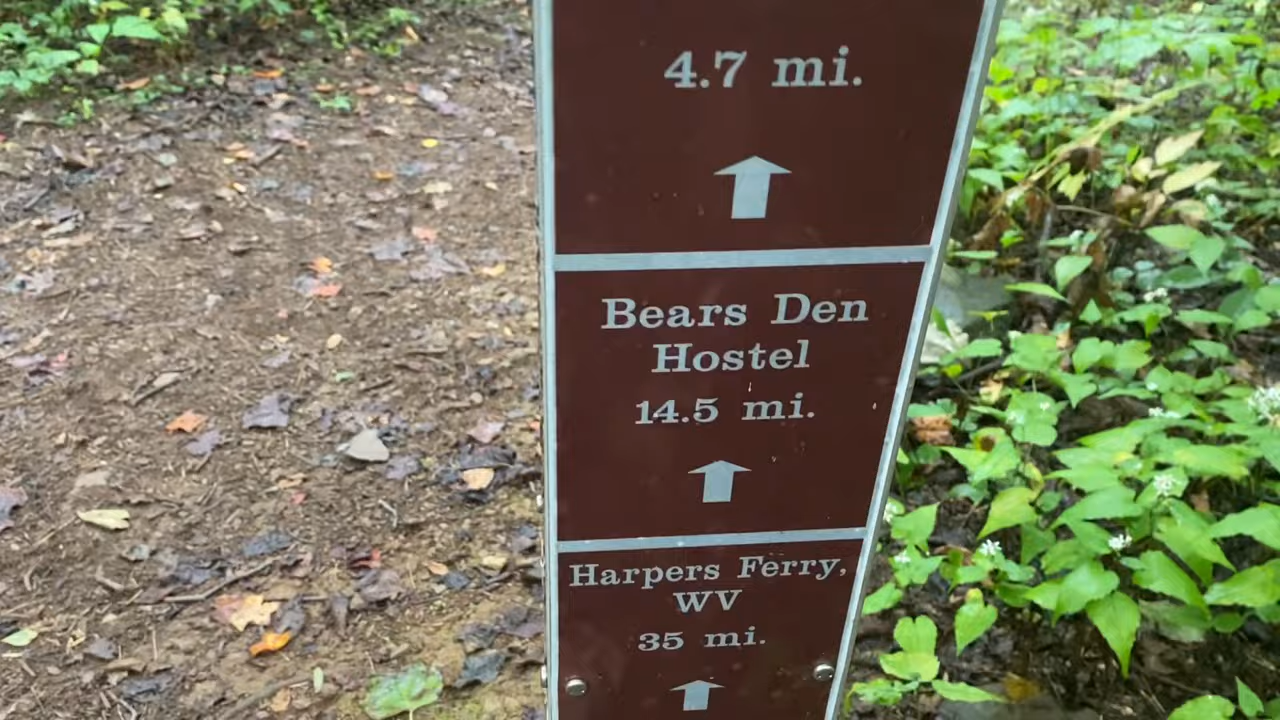 4.7 mi.
Bears Den
Hostel
14.5 mi.
Harpers Ferry,
WV
35 mi.